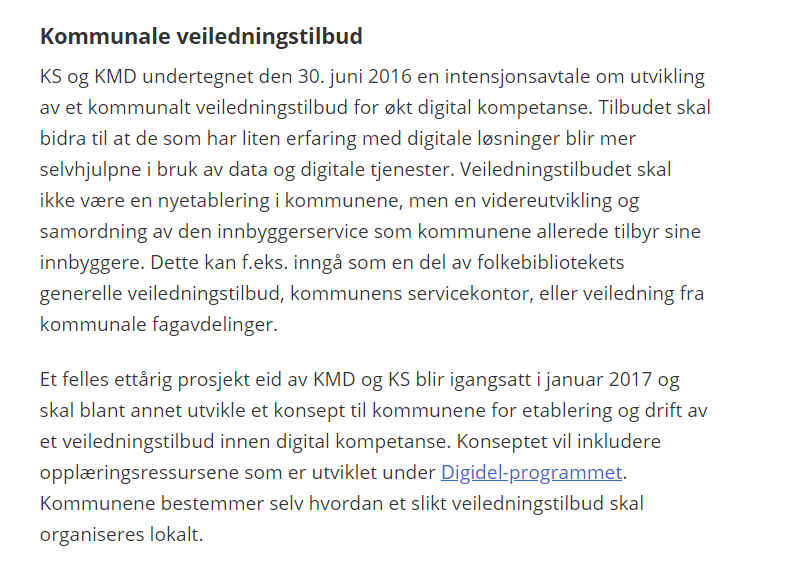 Kommunale veiledningstilbud
KS og KMD undertegnet den 30. juni 2016 en intensjonsavtale om utvikling
av et kommunalt veiledningstilbud for økt digital kompetanse. Tilbudet skal
bidra til at de som har liten erfaring med digitale løsninger blir mer
selvhjulpne i bruk av data og digitale tjenester. Veiledningstilbudet skal
ikke være en nyetablering i kommunene, men en videreutvikling og
samordning av den innbyggerservice som kommunene allerede tilbyr sine
innbyggere. Dette kan f.eks. inngå som en del av folkebibliotekets
generelle veiledningstilbud, kommunens servicekontor, eller veiledning fra
kommunale fagavdelinger.
Et felles ettårig prosjekt eid av KMD og KS blir igangsatt i januar 2017 og
skal blant annet utvikle et konsept til kommunene for etablering og drift av
et veiledningstilbud innen digital kompetanse. Konseptet vil inkludere
opplæringsressursene som er utviklet under Digidel-programmet.
Kommunene bestemmer selv hvordan et slikt veiledningstilbud skal
organiseres lokalt.